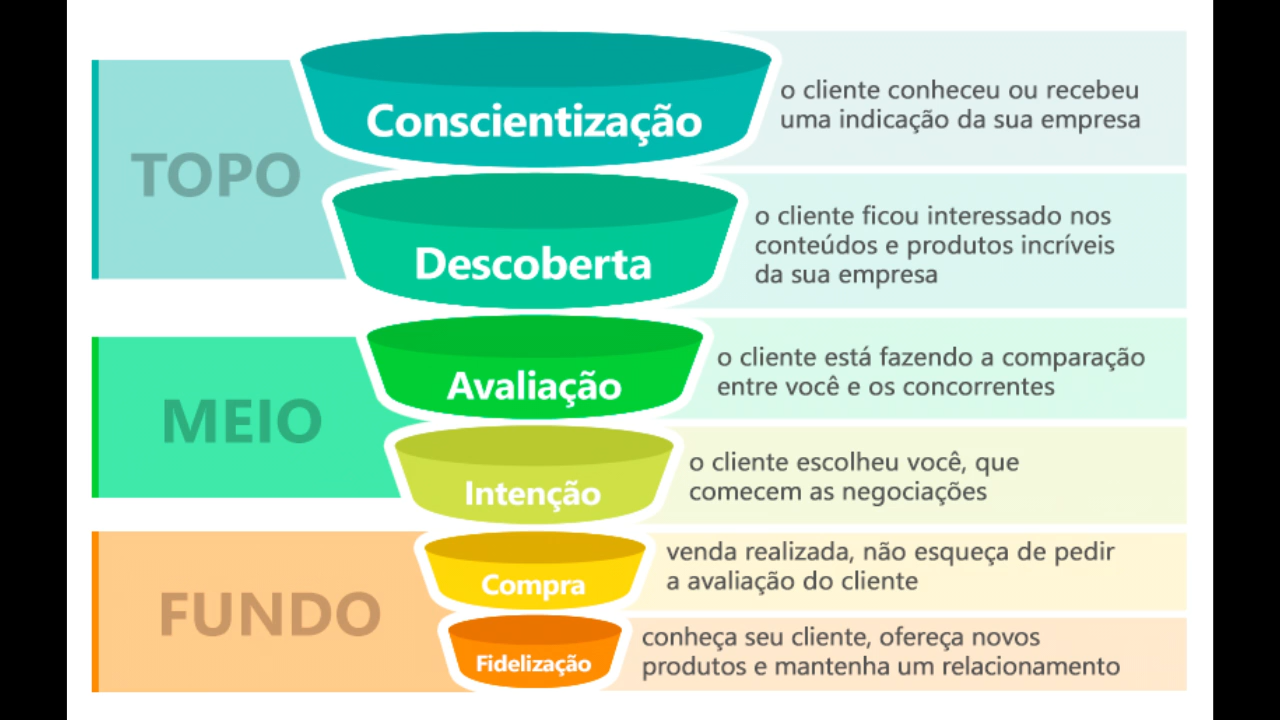 TOPO
Conscientização
o cliente conheceu ou recebeu
uma indicação da sua empresa
Descoberta
o cliente ficou interessado nos
conteúdos e produtos incríveis
da sua empresa
MEIO
Avaliação
o cliente está fazendo a comparação
entre você e os concorrentes
Intenção
o cliente escolheu você, que
comecem as negociações
FUNDO
Compra
venda realizada, não esqueça de pedir
a avaliação do cliente
Fidelização
conheça seu cliente, ofereça novos
produtos e mantenha um relacionamento